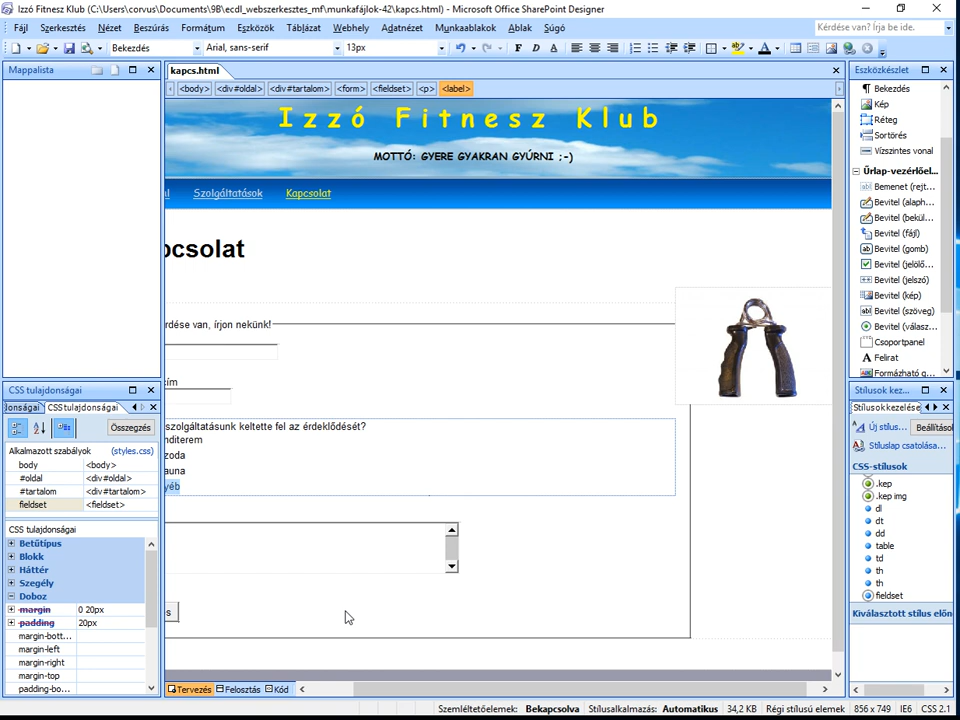 Izzó Fitnesz Klub (C:\Users\corvus\Documents\9B\ecdl_webszerkesztes_mf\munkafájlok-42\kapcs.html) - Microsoft Office SharePoint Designer
Fájl Szerkesztés Nézet Beszúrás Formátum Eszközök Táblázat Webhely Adatnézet Munkaablakok Ablak Súgó
Kérdése van? Írja be ide.
Bekezdés Arial, sans-serif 13px F D A
Mappalista
kapcs.html
Eszközkészlet
<body> <div#oldal> <div#tartalom> <form> <fieldset> <p> <label>
Izzó Fitnesz Klub
MOTTÓ: GYERE GYAKRAN GYÚRNI ;-)
al Szolgáltatások Kapcsolat
pcsolat
rdése van, írjon nekünk!
cím
szolgáltatásunk keltette fel az érdeklődését?
nditerem
zoda
auna
yéb
s
Bekezdés
Kép
Réteg
Sortörés
Vízszintes vonal
Űrlap-vezérlőel...
Bemenet (rejt...
Bevitel (alaph...
Bevitel (bekül...
Bevitel (fájl)
Bevitel (gomb)
Bevitel (jelölő...
Bevitel (jelszó)
Bevitel (kép)
Bevitel (szöveg)
Bevitel (válasz...
Csoportpanel
Felirat
Formázható g...
CSS tulajdonságai
donságai CSS tulajdonságai
Összegzés
Alkalmazott szabályok (styles.css)
body <body>
#oldal <div#oldal>
#tartalom <div#tartalom>
fieldset <fieldset>
CSS tulajdonságai
Betűtípus
Blokk
Háttér
Szegély
Doboz
margin 0 20px
padding 20px
margin-bott...
margin-left
margin-right
margin-top
padding-bo...
Stílusok kez...
Stílusok kezelése
Új stílus... Beállítások
Stíluslap csatolása...
CSS-stílusok
.kep
.kep img
dl
dt
dd
table
td
th
th
fieldset
Kiválasztott stílus előn
Tervezés Felosztás Kód
Szemléltetőelemek: Bekapcsolva Stílusalkalmazás: Automatikus Régi stílusú elemek 34,2 KB 856 x 749 IE6 CSS 2.1